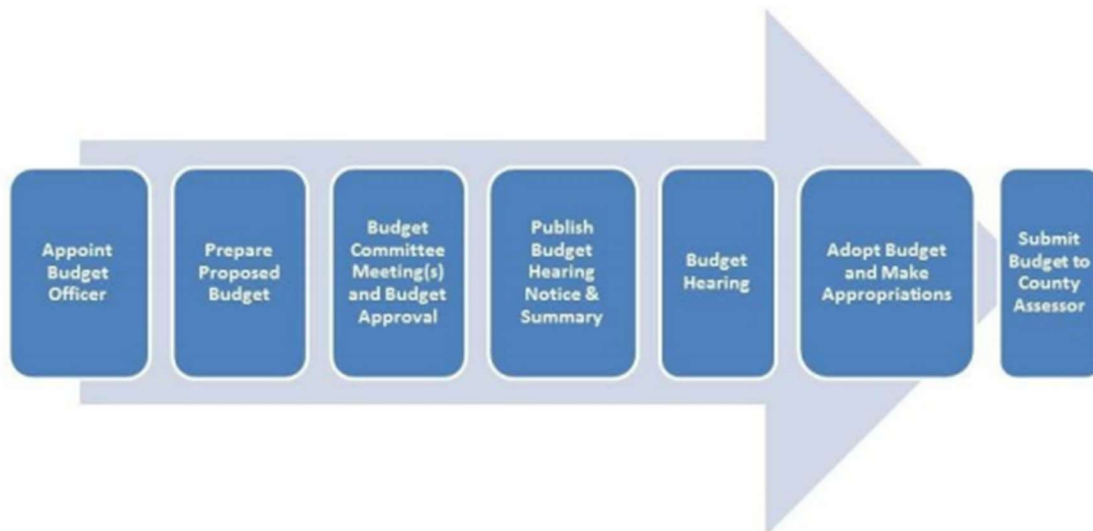 Appoint
Budget
Officer
Prepare
Proposed
Budget
Budget
Committee
Meeting(s)
and Budget
Approval
Publish
Budget
Hearing
Notice &
Summary
Budget
Hearing
Adopt Budget
and Make
Appropriations
Submit
Budget to
County
Assessor